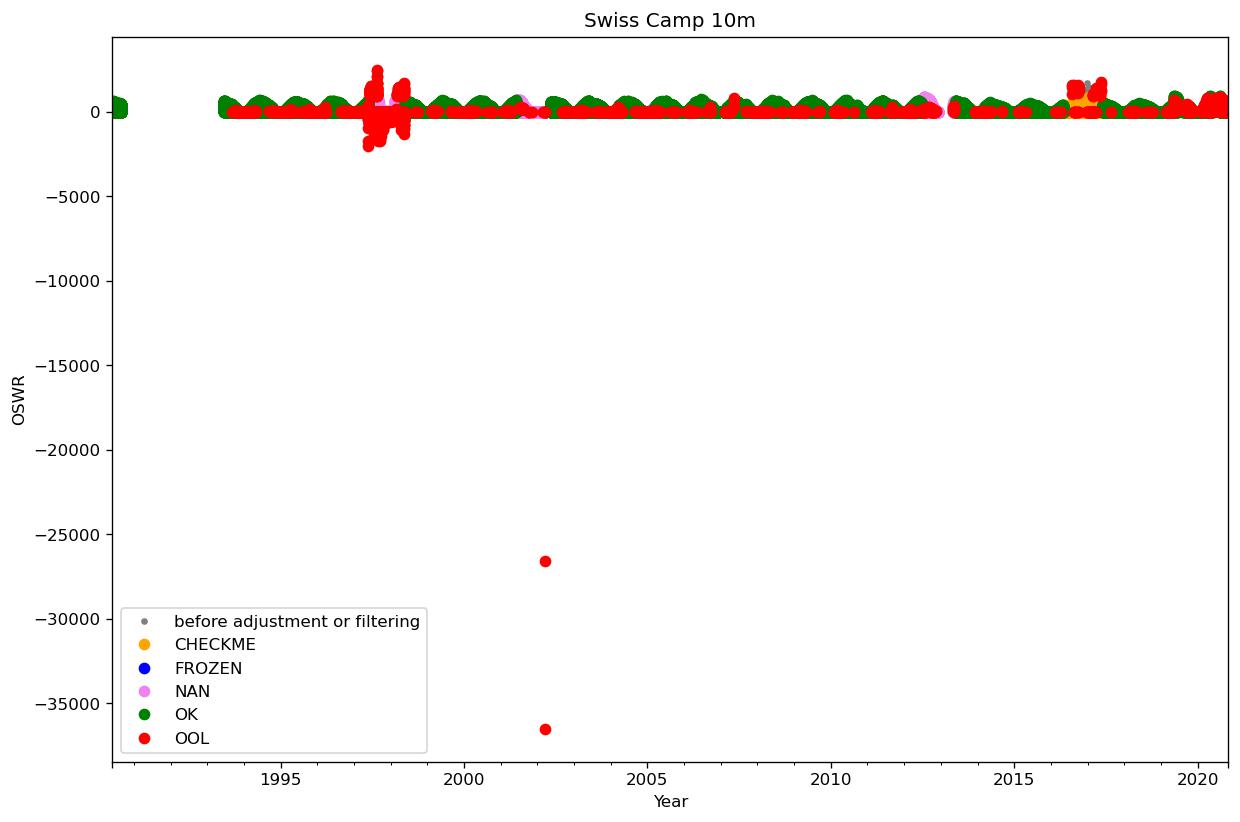 Swiss Camp 10m
0
−5000
−10000
−15000
−20000
−25000
−30000
−35000
OSWR
before adjustment or filtering
CHECKME
FROZEN
NAN
OK
OOL
1995 2000 2005 2010 2015 2020
Year